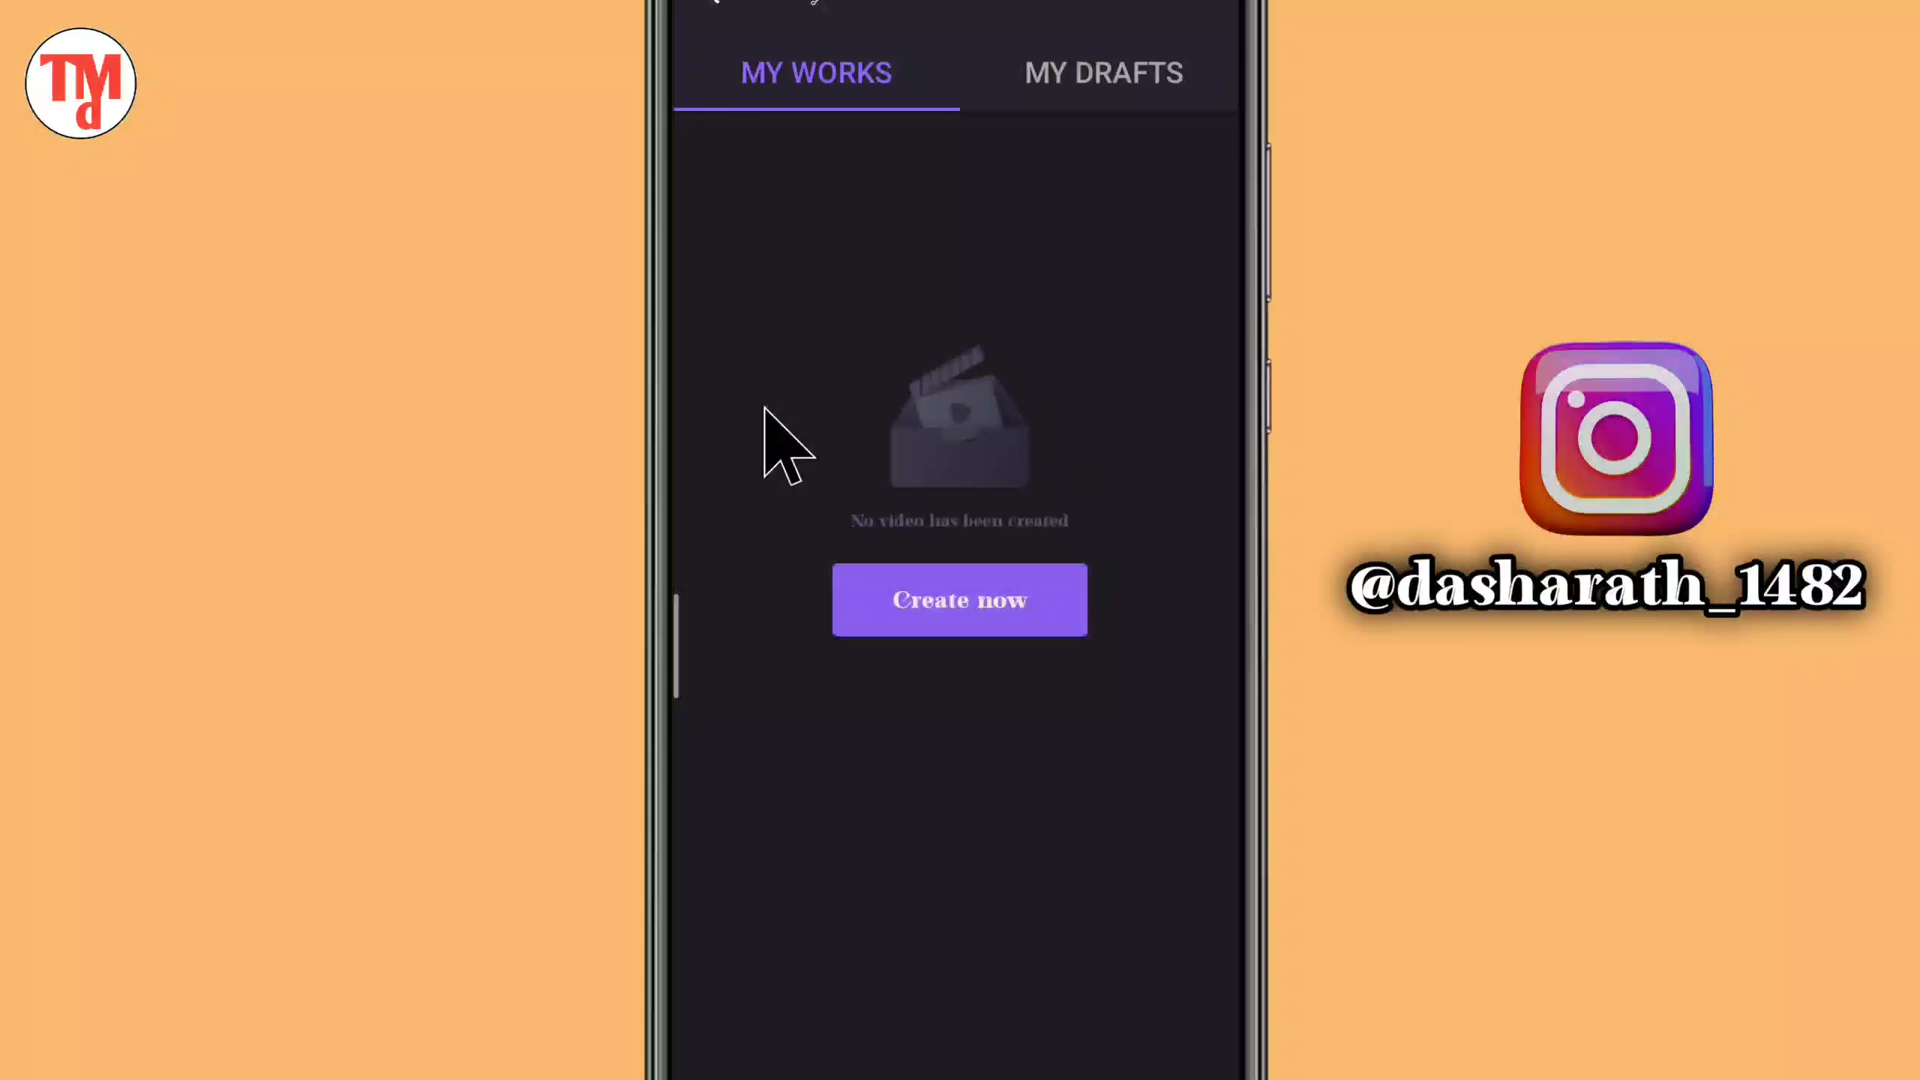 TMd
MY WORKS
MY DRAFTS
No video has been created
Create now
@dasharath_1482